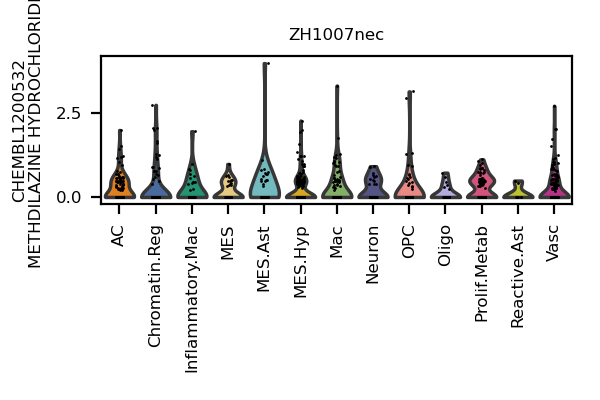 ZH1007nec
CHEMBL1200532
METHDILAZINE HYDROCHLORIDE
2.5
0.0
AC
Chromatin.Reg
Inflammatory.Mac
MES
MES.Ast
MES.Hyp
Mac
Neuron
OPC
Oligo
Prolif.Metab
Reactive.Ast
Vasc